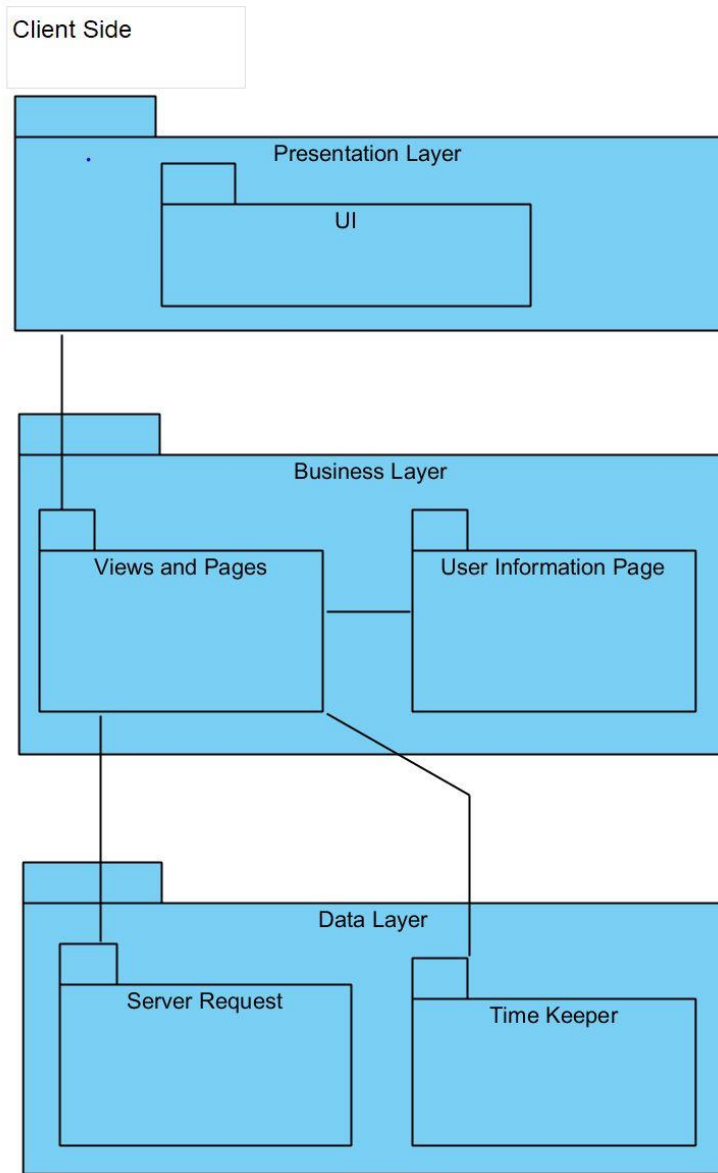 Client Side
Presentation Layer
UI
Business Layer
Views and Pages
User Information Page
Data Layer
Server Request
Time Keeper